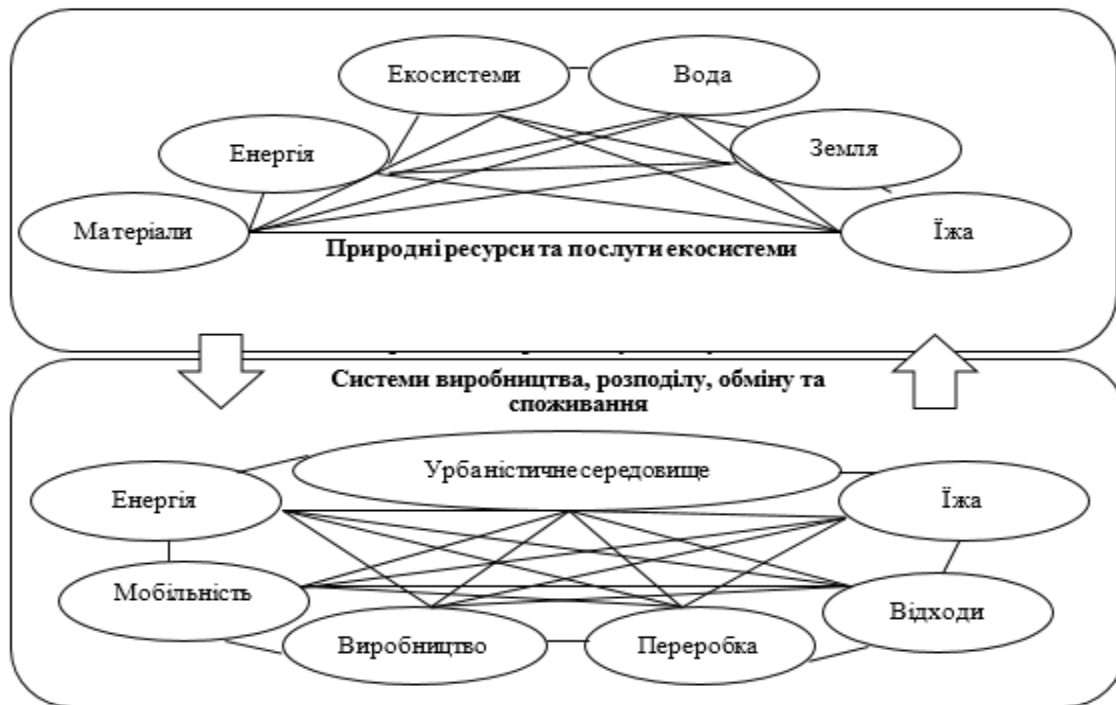 Екосистеми
Вода
Енергія
Земля
Матеріали
Їжа
Природні ресурси та послуги екосистеми
Системи виробництва, розподілу, обміну та
споживання
Урбаністичне середовище
Енергія
Їжа
Мобільність
Відходи
Виробництво
Переробка